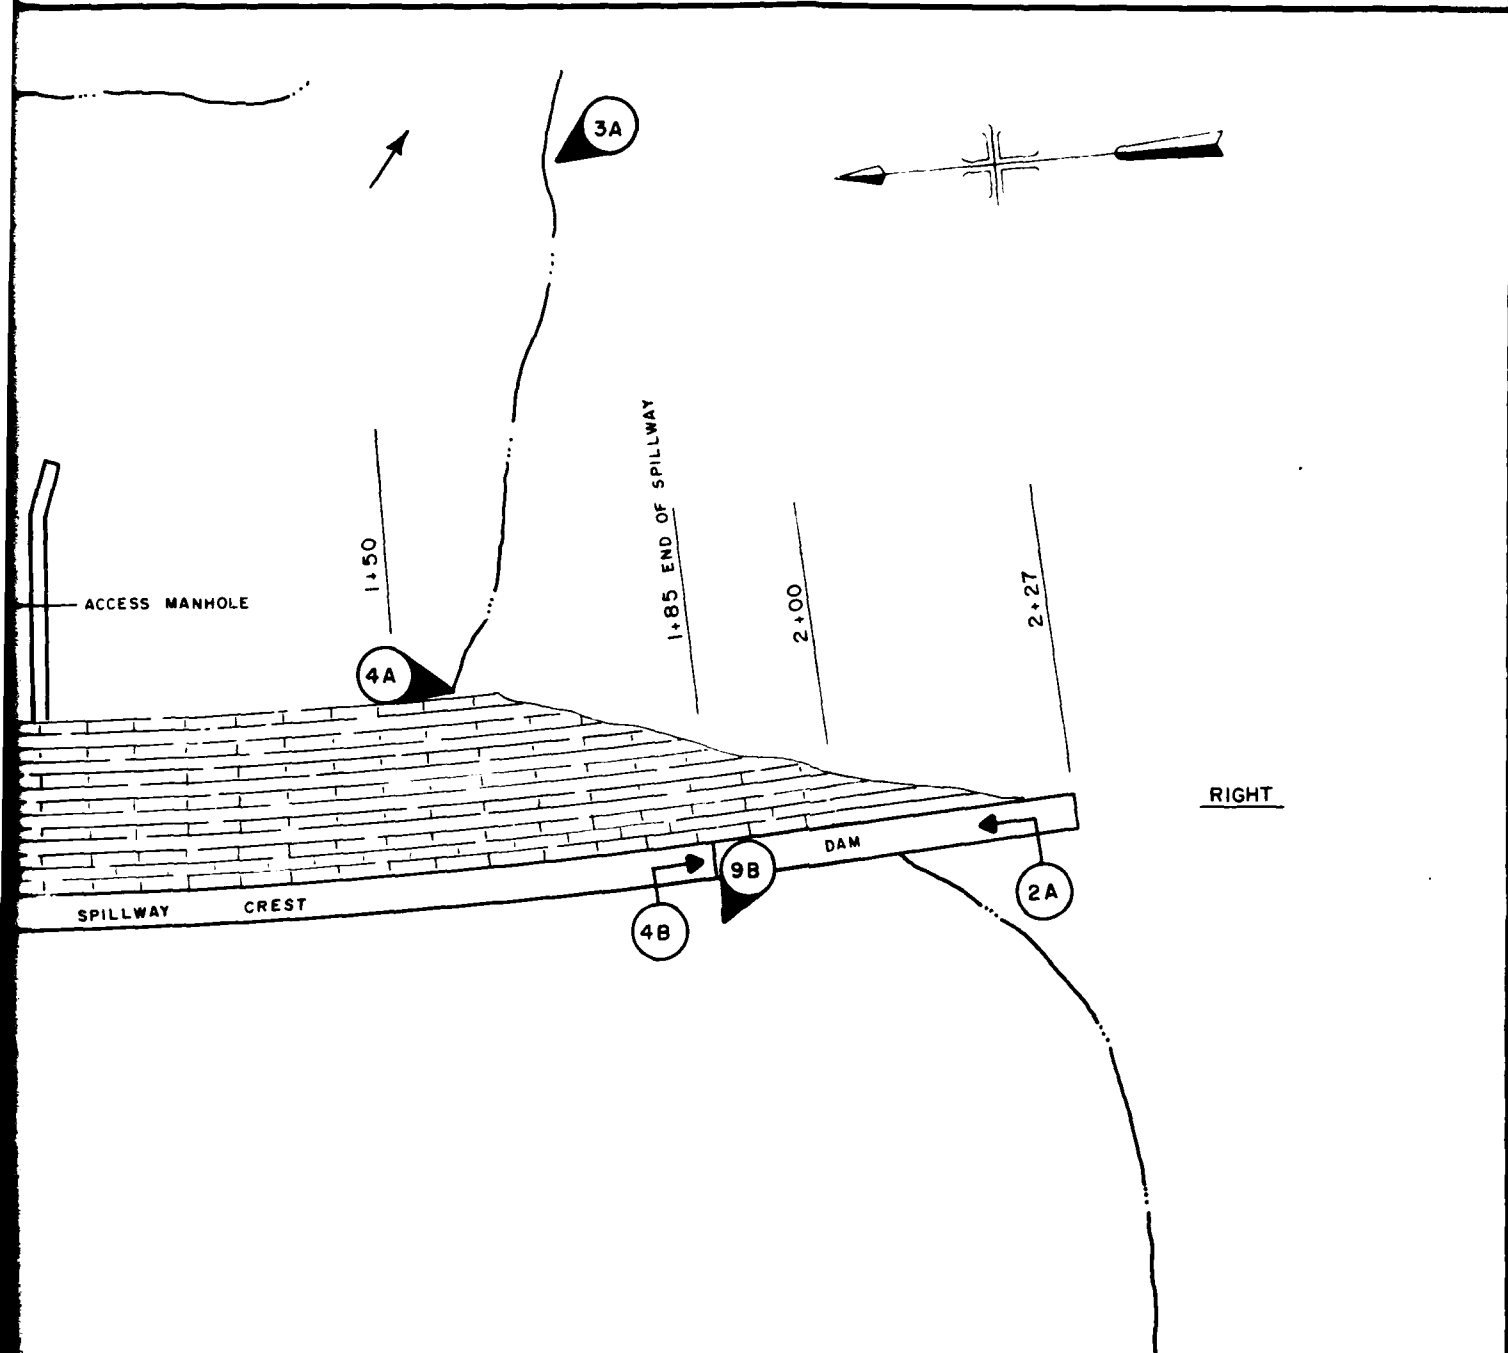 3A
1+50
1+85 END OF SPILLWAY
2+00
2+27
ACCESS MANHOLE
4A
RIGHT
DAM
9B
2A
SPILLWAY CREST
4B